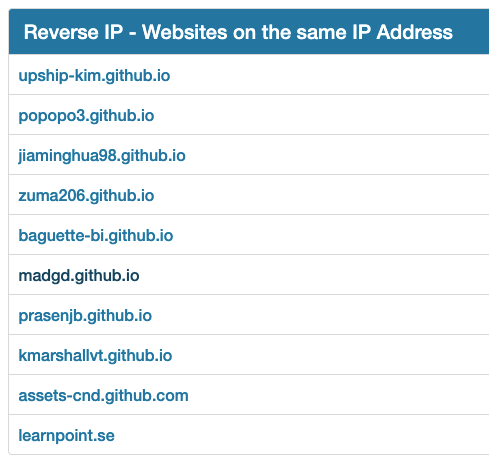 Reverse IP - Websites on the same IP Address
upship-kim.github.io
popopo3.github.io
jiaminghua98.github.io
zuma206.github.io
baguette-bi.github.io
madgd.github.io
prasenjb.github.io
kmarshallvt.github.io
assets-cnd.github.com
learnpoint.se